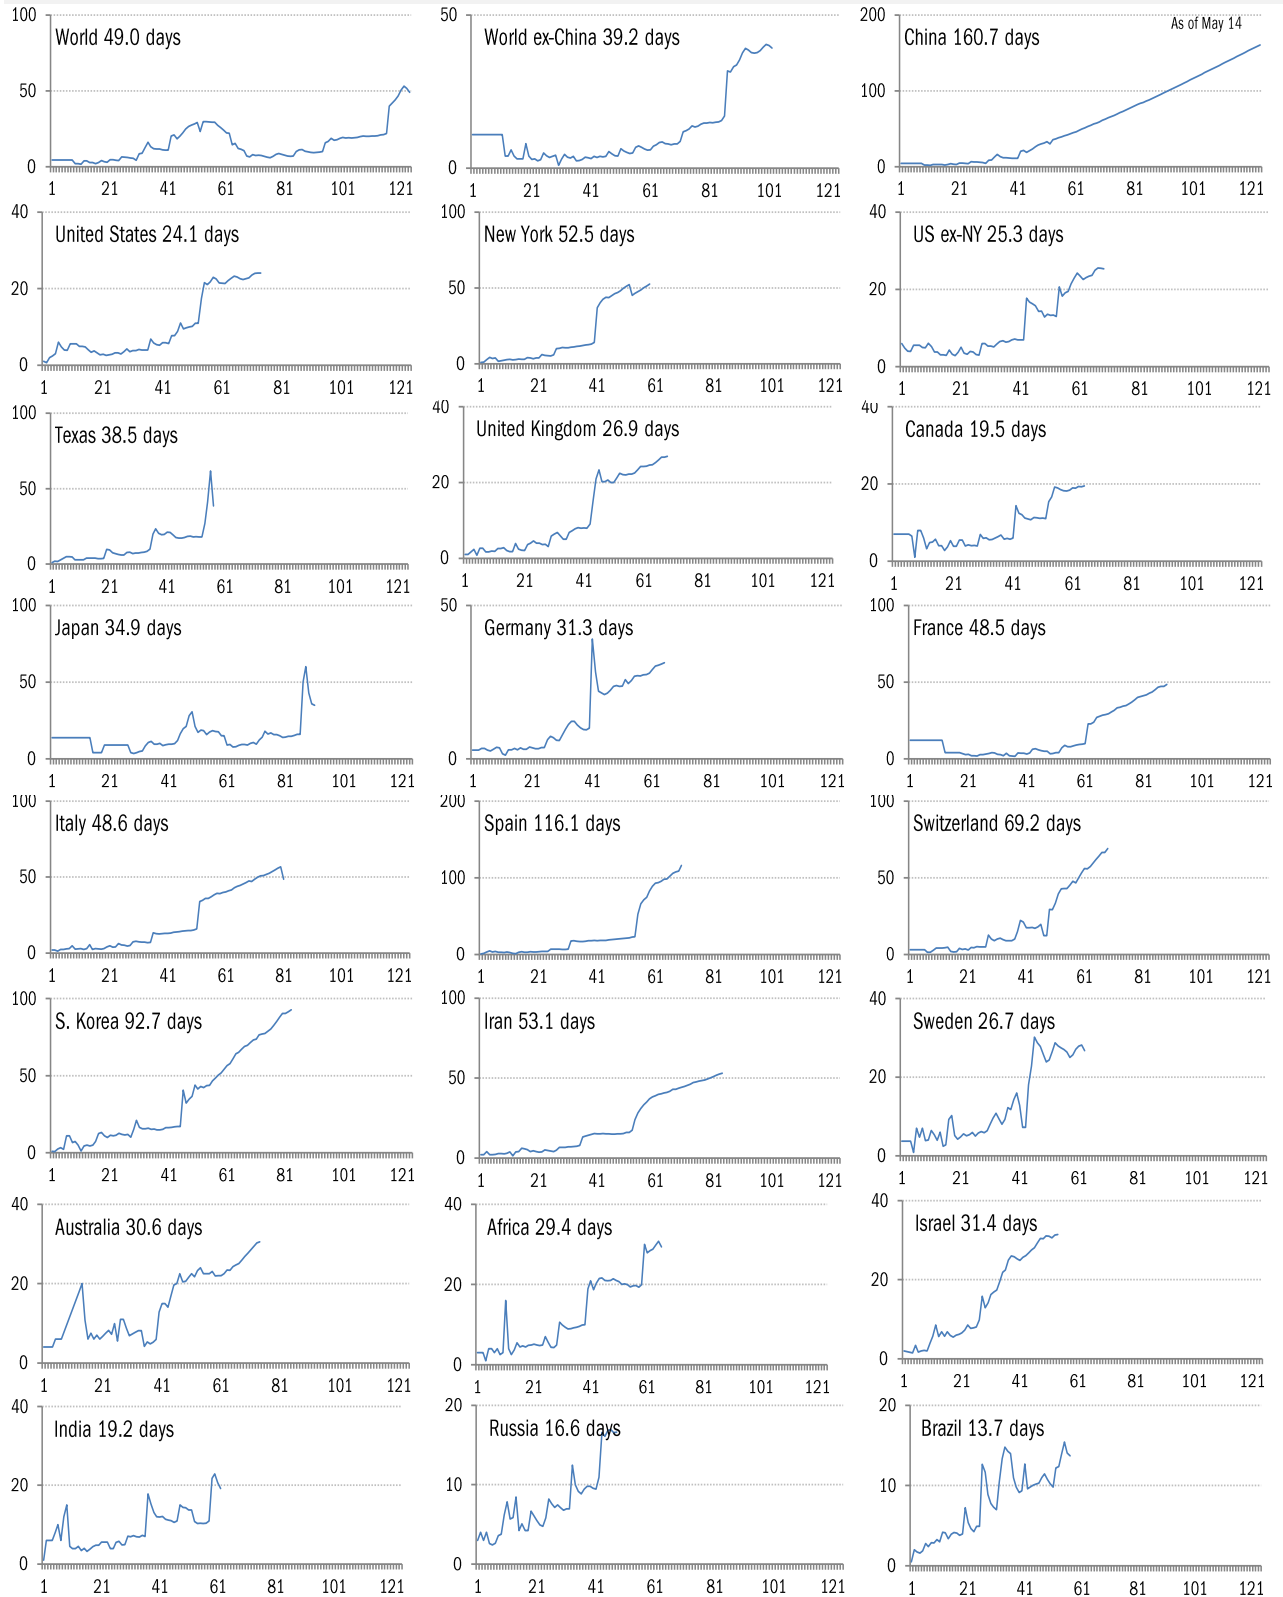 World 49.0 days
100
50
0
1 21 41 61 81 101 121
World ex-China 39.2 days
50
0
1 21 41 61 81 101 121
As of May 14
China 160.7 days
200
100
0
1 21 41 61 81 101 121
United States 24.1 days
40
20
0
1 21 41 61 81 101 121
New York 52.5 days
100
50
0
1 21 41 61 81 101 121
US ex-NY 25.3 days
40
20
0
1 21 41 61 81 101 121
Texas 38.5 days
100
50
0
1 21 41 61 81 101 121
United Kingdom 26.9 days
40
20
0
1 21 41 61 81 101 121
Canada 19.5 days
40
20
0
1 21 41 61 81 101 121
Japan 34.9 days
100
50
0
1 21 41 61 81 101 121
Germany 31.3 days
50
0
1 21 41 61 81 101 121
France 48.5 days
100
50
0
1 21 41 61 81 101 121
Italy 48.6 days
100
50
0
1 21 41 61 81 101 121
Spain 116.1 days
200
100
0
1 21 41 61 81 101 121
Switzerland 69.2 days
100
50
0
1 21 41 61 81 101 121
S. Korea 92.7 days
100
50
0
1 21 41 61 81 101 121
Iran 53.1 days
100
50
0
1 21 41 61 81 101 121
Sweden 26.7 days
40
20
0
1 21 41 61 81 101 121
Australia 30.6 days
40
20
0
1 21 41 61 81 101 121
Africa 29.4 days
40
20
0
1 21 41 61 81 101 121
Israel 31.4 days
40
20
0
1 21 41 61 81 101 121
India 19.2 days
40
20
0
1 21 41 61 81 101 121
Russia 16.6 days
20
10
0
1 21 41 61 81 101 121
Brazil 13.7 days
20
10
0
1 21 41 61 81 101 121